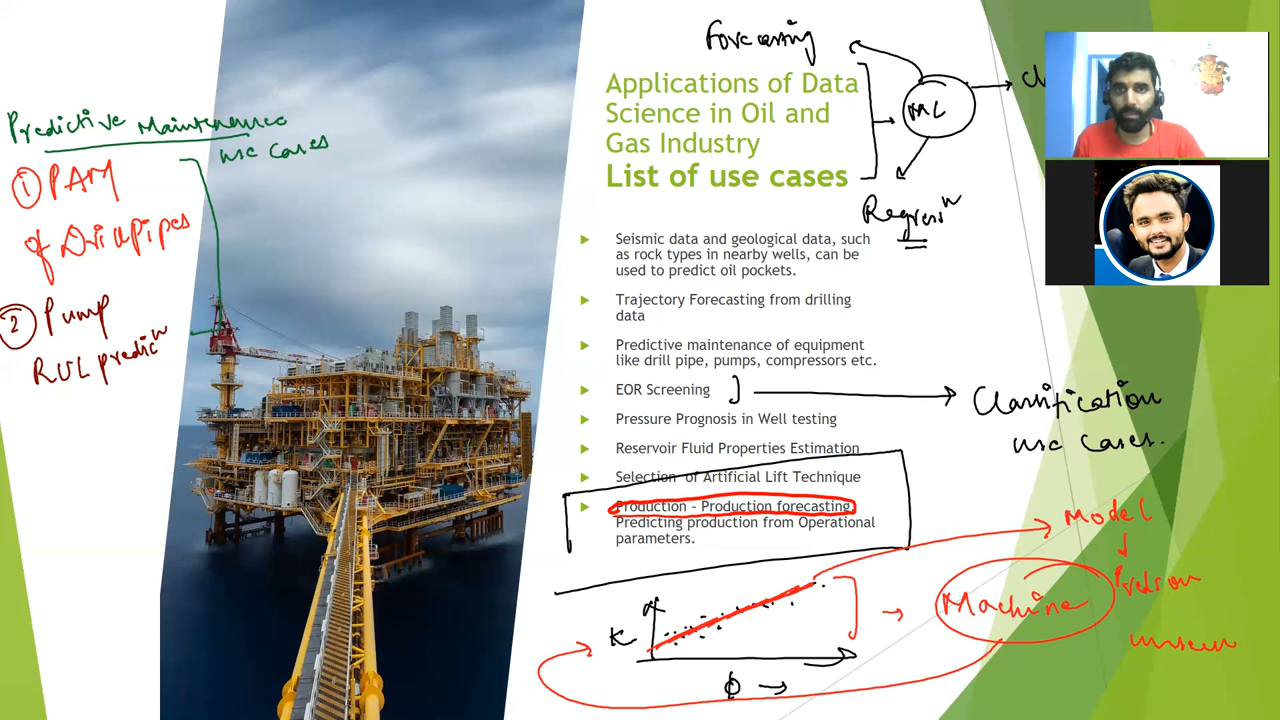 Forecasting
Applications of Data
Science in Oil and
Gas Industry
List of use cases
ML
Predictive Maintenance
use cases
① PAM
of Drillpipes
② Pump
RUL predicⁿ
Regressⁿ
Seismic data and geological data, such
as rock types in nearby wells, can be
used to predict oil pockets.
Trajectory Forecasting from drilling
data
Predictive maintenance of equipment
like drill pipe, pumps, compressors etc.
EOR Screening
Classification
use cases.
Pressure Prognosis in Well testing
Reservoir Fluid Properties Estimation
Selection of Artificial Lift Technique
Production - Production forecasting,
Predicting production from Operational
parameters.
Model
Machine
unseen
K
Φ